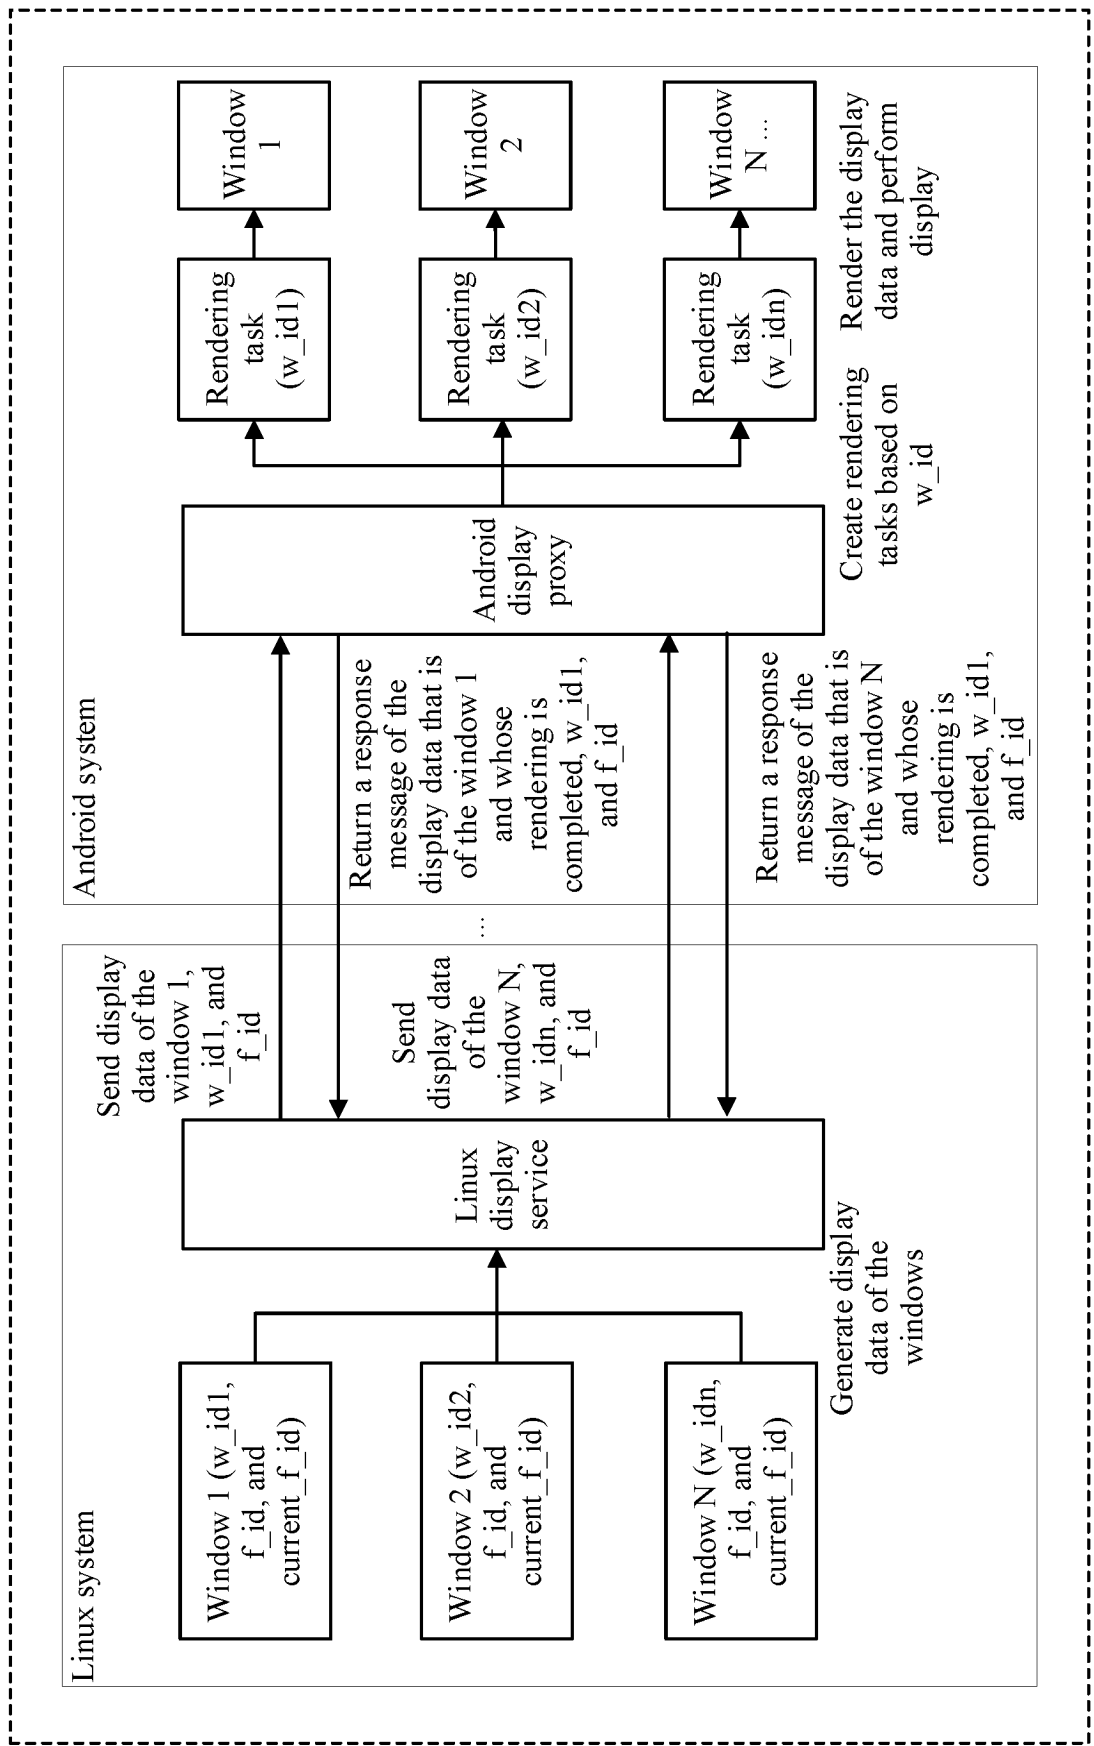 Linux system
Window 1 (w_id1,
f_id, and
current_f_id)
Window 2 (w_id2,
f_id, and
current_f_id)
Window N (w_idn,
f_id, and
current_f_id)
Generate display
data of the
windows
Linux
display
service
Send display
data of the
window 1,
w_id1, and
f_id
Send
display data
of the
window N,
w_idn, and
f_id
...
Android system
Return a response
message of the
display data that is
of the window 1
and whose
rendering is
completed, w_id1,
and f_id
Return a response
message of the
display data that is
of the window N
and whose
rendering is
completed, w_id1,
and f_id
Android
display
proxy
Create rendering
tasks based on
w_id
Rendering
task
(w_id1)
Rendering
task
(w_id2)
Rendering
task
(w_idn)
Window
1
Window
2
Window
N ...
Render the display
data and perform
display